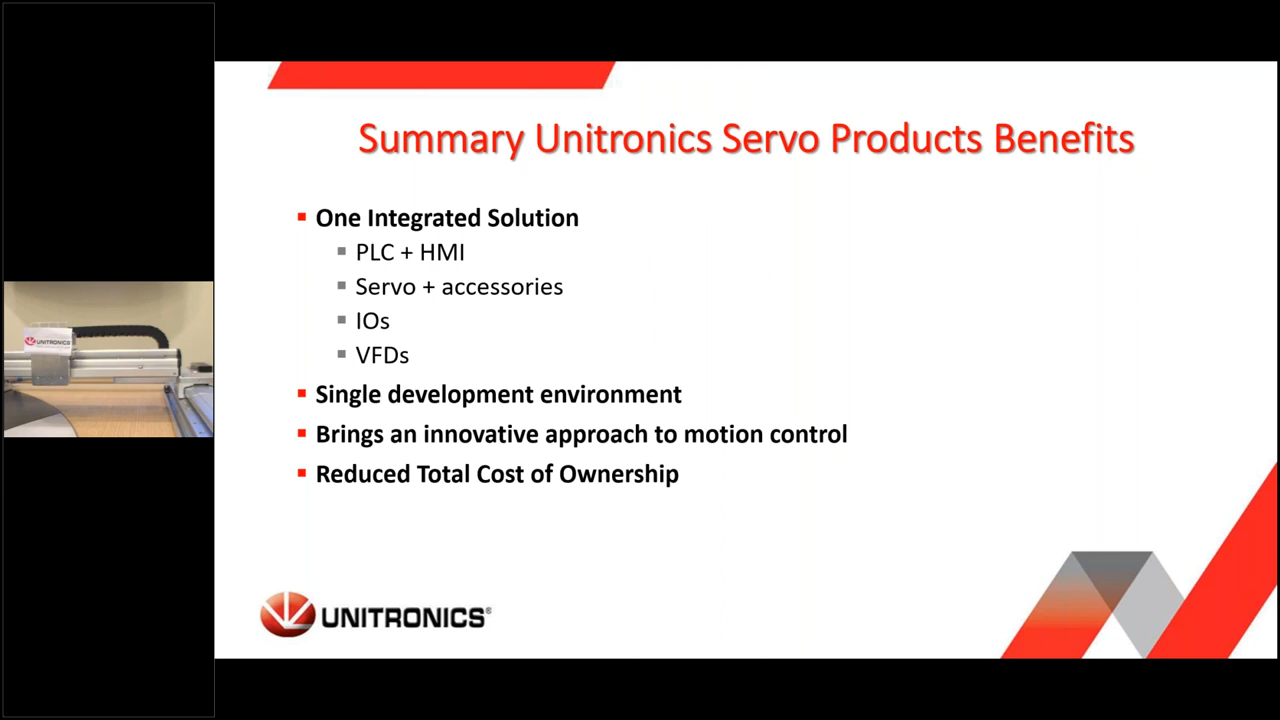 Summary Unitronics Servo Products Benefits
One Integrated Solution
PLC + HMI
Servo + accessories
IOs
VFDs
Single development environment
Brings an innovative approach to motion control
Reduced Total Cost of Ownership
UNITRONICS®
UNITRONICS